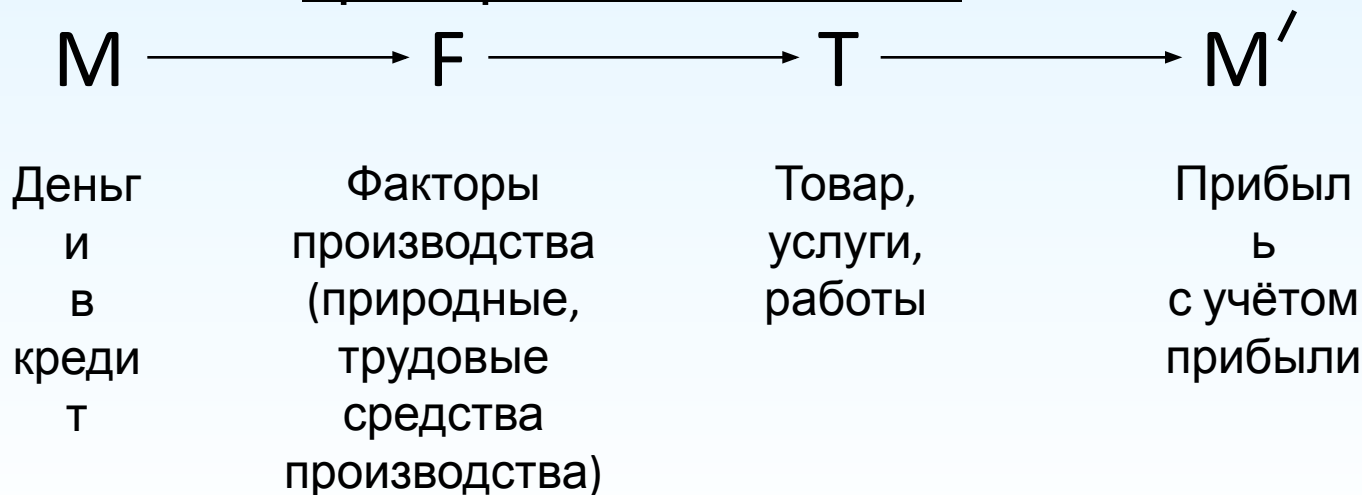 M F T M′
Деньг Факторы Товар, Прибыл
и производства услуги, ь
в (природные, работы с учётом
креди трудовые прибыли
т средства
производства)